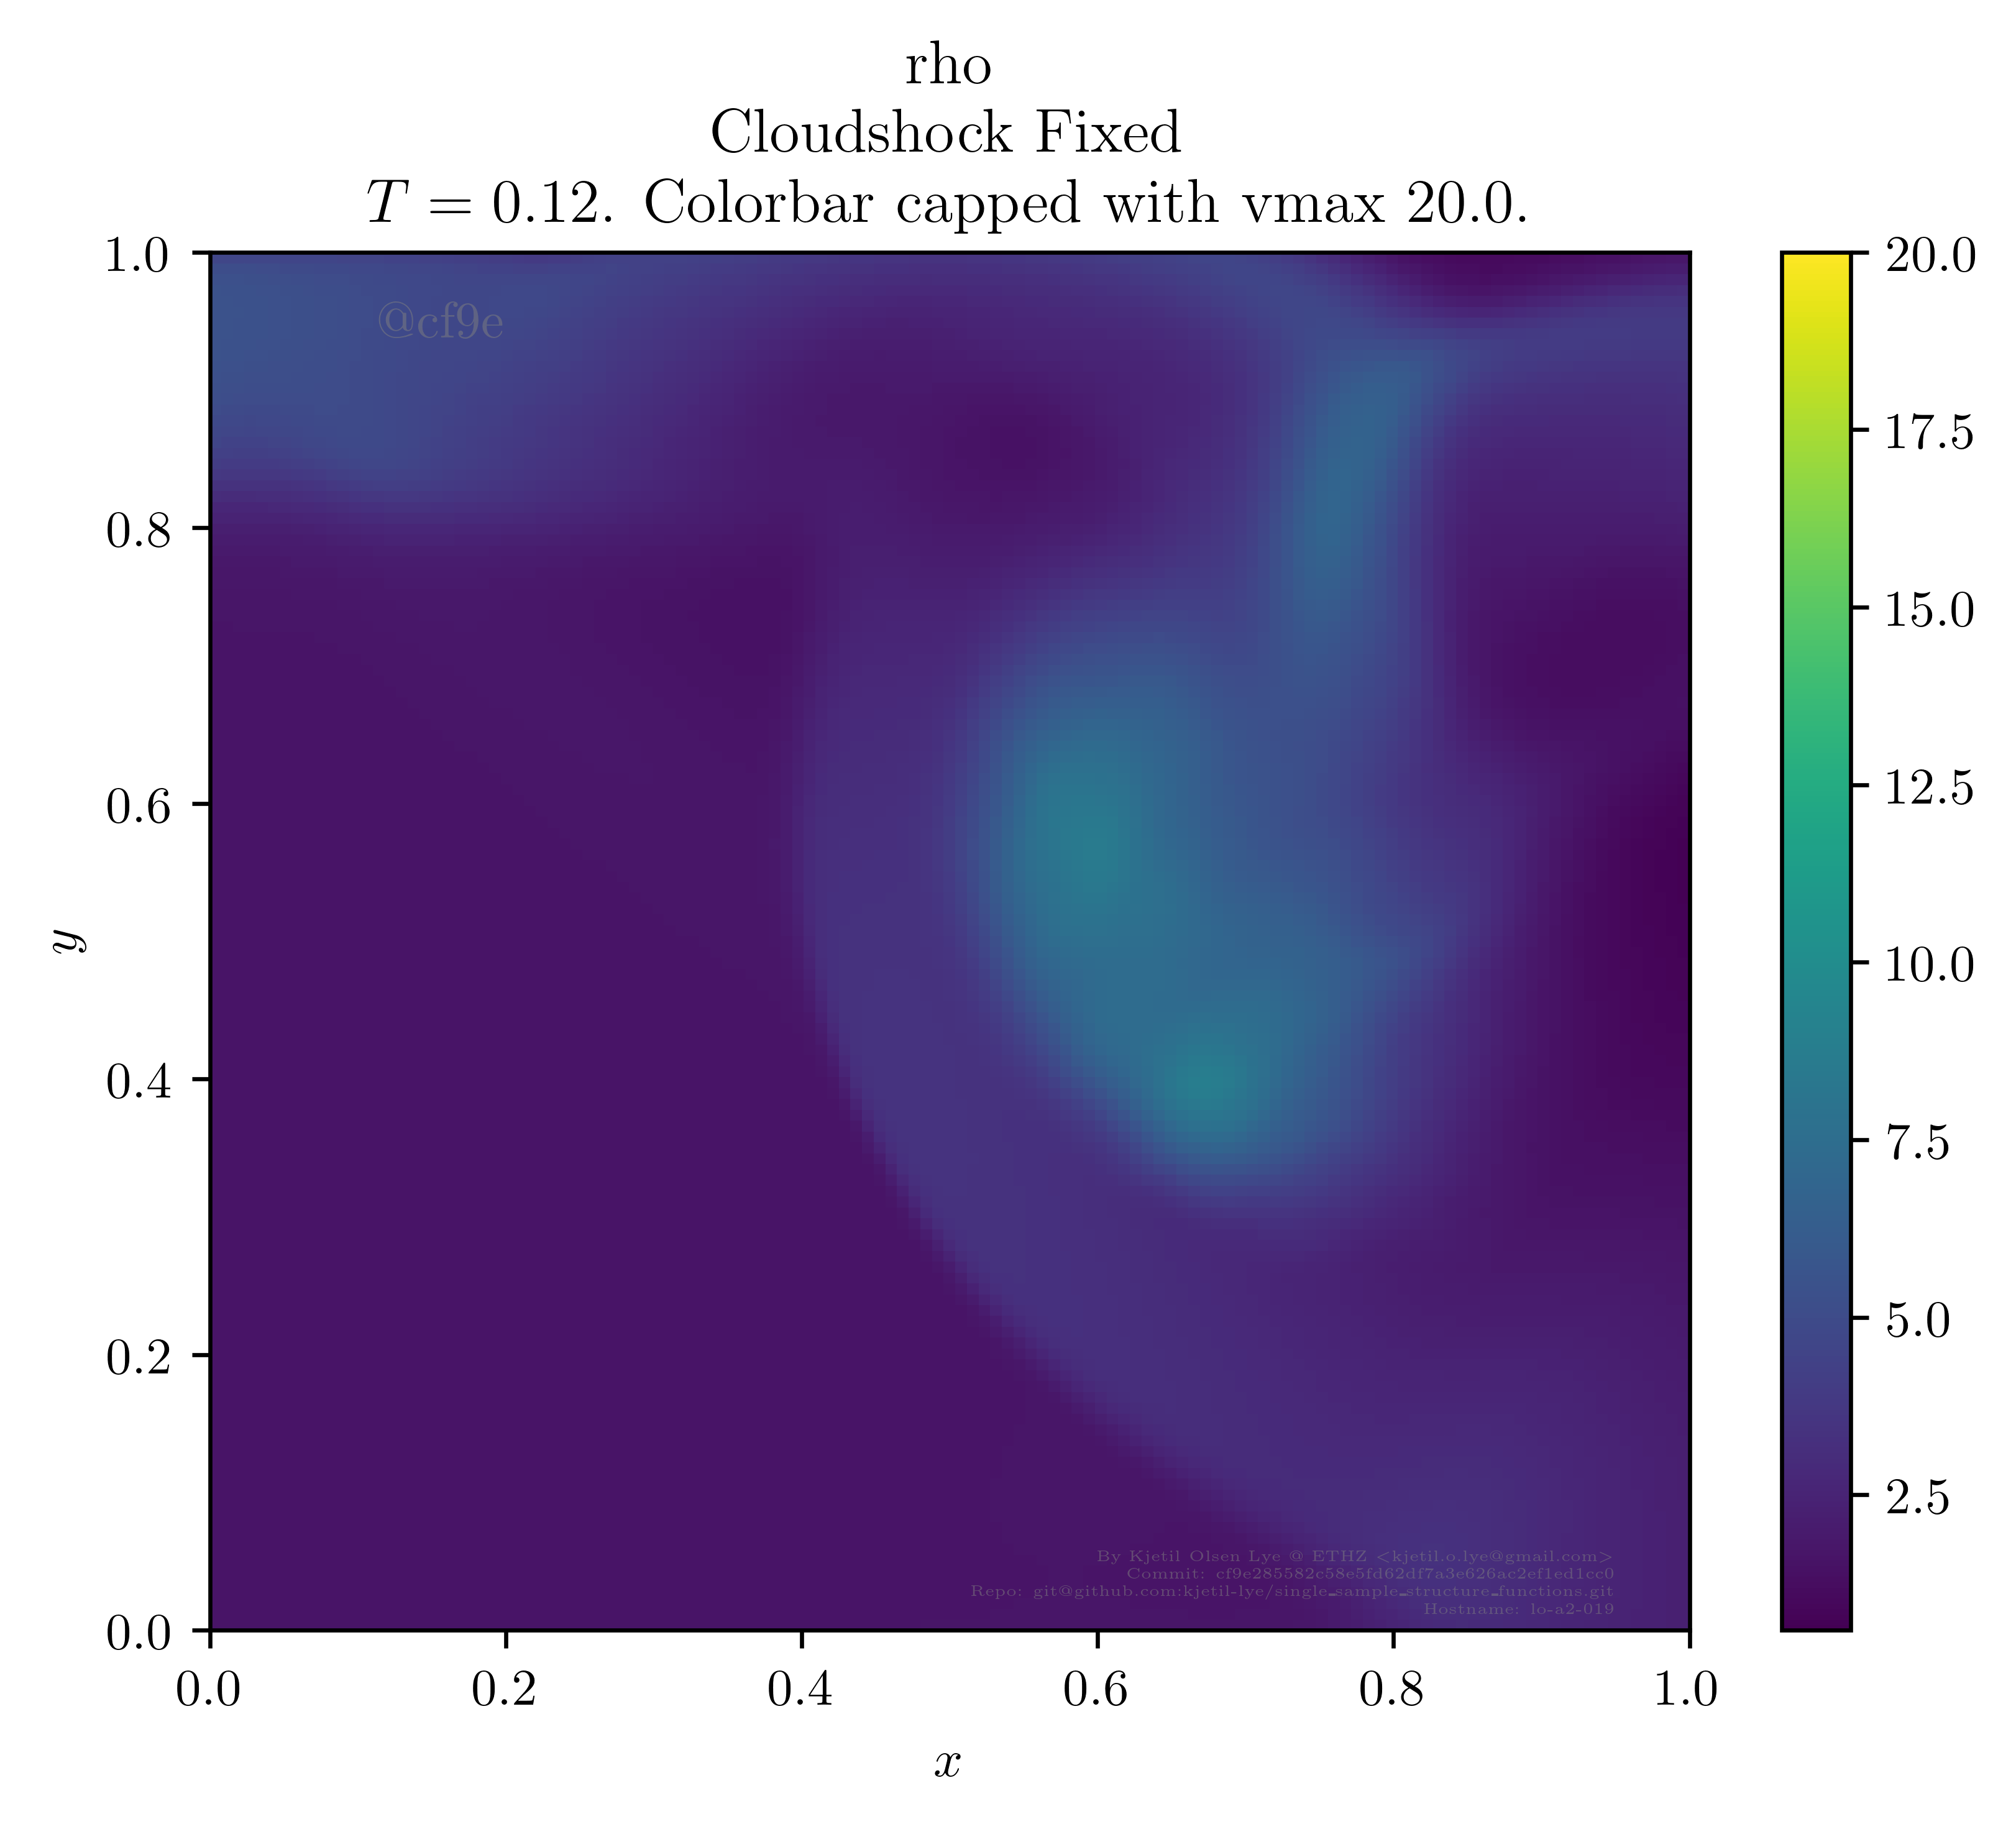 rho
Cloudshock Fixed
T = 0.12. Colorbar capped with vmax 20.0.
1.0
0.8
0.6
0.4
0.2
0.0
y
@cf9e
By Kjetil Olsen Lye @ ETHZ <kjetil.o.lye@gmail.com>
Commit: cf9e285582c58e5fd62df7a3e626ac2ef1ed1cc0
Repo: git@github.com:kjetil-lye/single_sample_structure_functions.git
Hostname: lo-a2-019
0.0 0.2 0.4 0.6 0.8 1.0
x
20.0
17.5
15.0
12.5
10.0
7.5
5.0
2.5